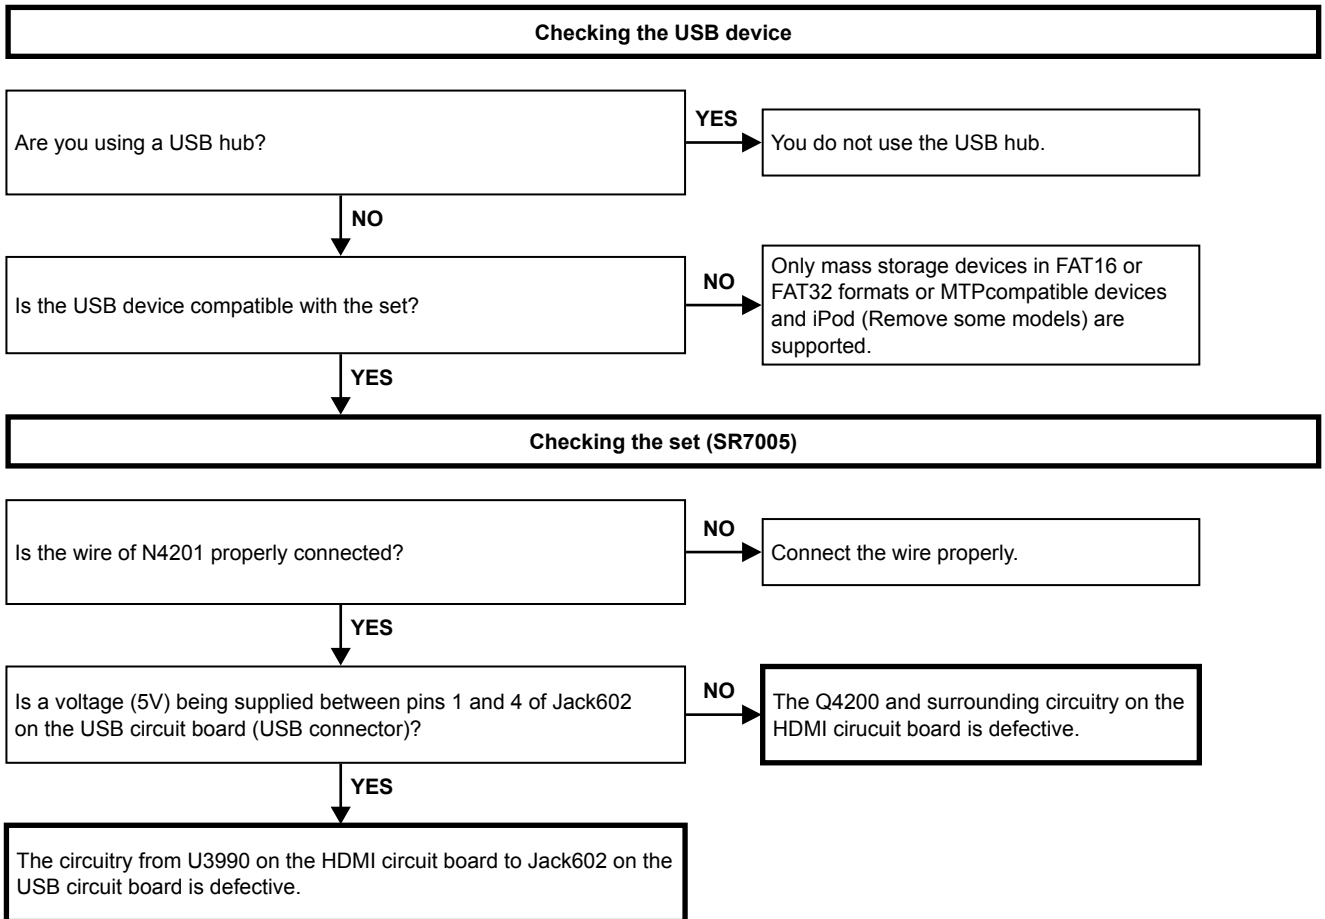 Checking the USB device
Are you using a USB hub?
YES
You do not use the USB hub.
NO
Is the USB device compatible with the set?
NO
Only mass storage devices in FAT16 or
FAT32 formats or MTPcompatible devices
and iPod (Remove some models) are
supported.
YES
Checking the set (SR7005)
Is the wire of N4201 properly connected?
NO
Connect the wire properly.
YES
Is a voltage (5V) being supplied between pins 1 and 4 of Jack602
on the USB circuit board (USB connector)?
NO
The Q4200 and surrounding circuitry on the
HDMI cirucuit board is defective.
YES
The circuitry from U3990 on the HDMI circuit board to Jack602 on the
USB circuit board is defective.